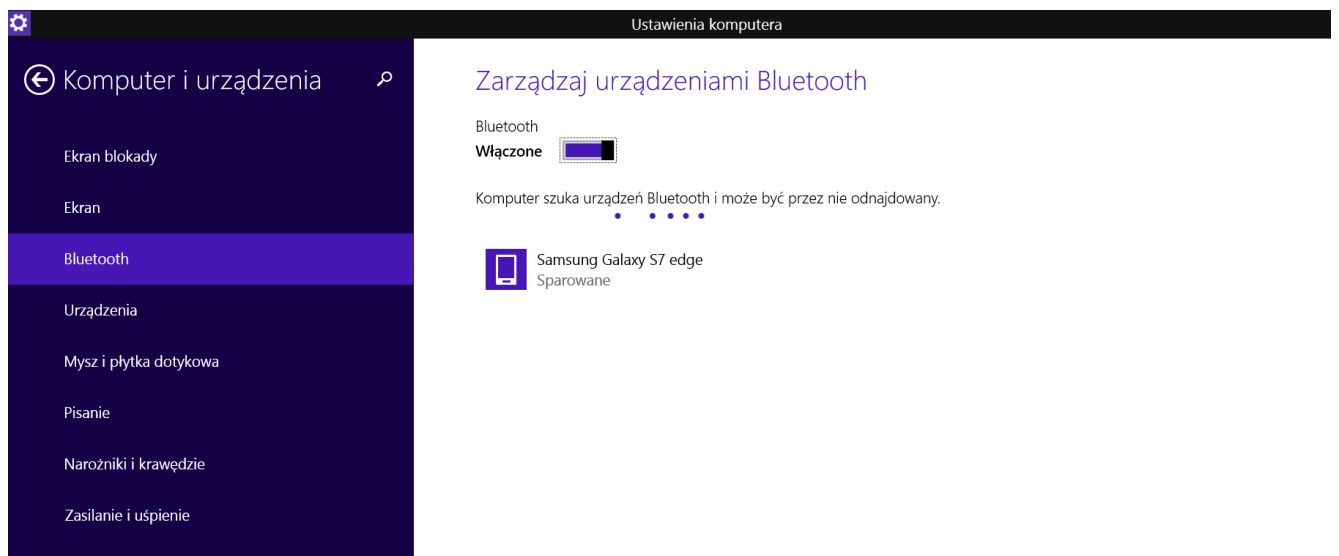 Ustawienia komputera
Komputer i urządzenia
Ekran blokady
Ekran
Bluetooth
Urządzenia
Mysz i płytka dotykowa
Pisanie
Narożniki i krawędzie
Zasilanie i uśpienie
Zarządzaj urządzeniami Bluetooth
Bluetooth
Włączone
Komputer szuka urządzeń Bluetooth i może być przez nie odnajdowany.
Samsung Galaxy S7 edge
Sparowane